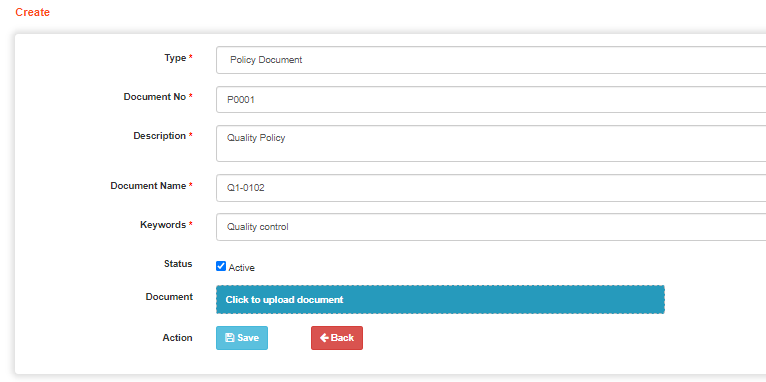 Create
Type * Policy Document
Document No * P0001
Description * Quality Policy
Document Name * Q1-0102
Keywords * Quality control
Status Active
Document Click to upload document
Action Save Back